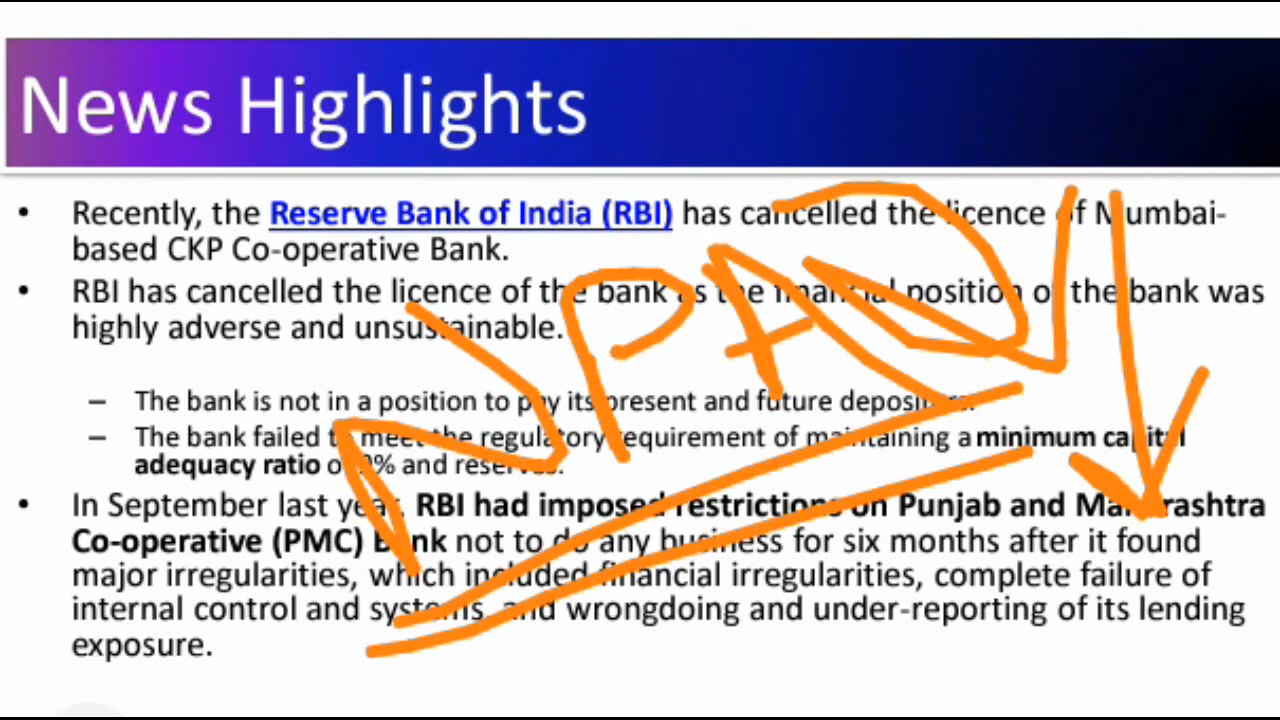 News Highlights
• Recently, the Reserve Bank of India (RBI) has cancelled the licence of Mumbai-
based CKP Co-operative Bank.
• RBI has cancelled the licence of the bank as the financial position of the bank was
highly adverse and unsustainable.
– The bank is not in a position to pay its present and future depositors.
– The bank failed to meet the regulatory requirement of maintaining a minimum capital
adequacy ratio of 9% and reserves.
• In September last year, RBI had imposed restrictions on Punjab and Maharashtra
Co-operative (PMC) Bank not to do any business for six months after it found
major irregularities, which included financial irregularities, complete failure of
internal control and systems, and wrongdoing and under-reporting of its lending
exposure.
NPA